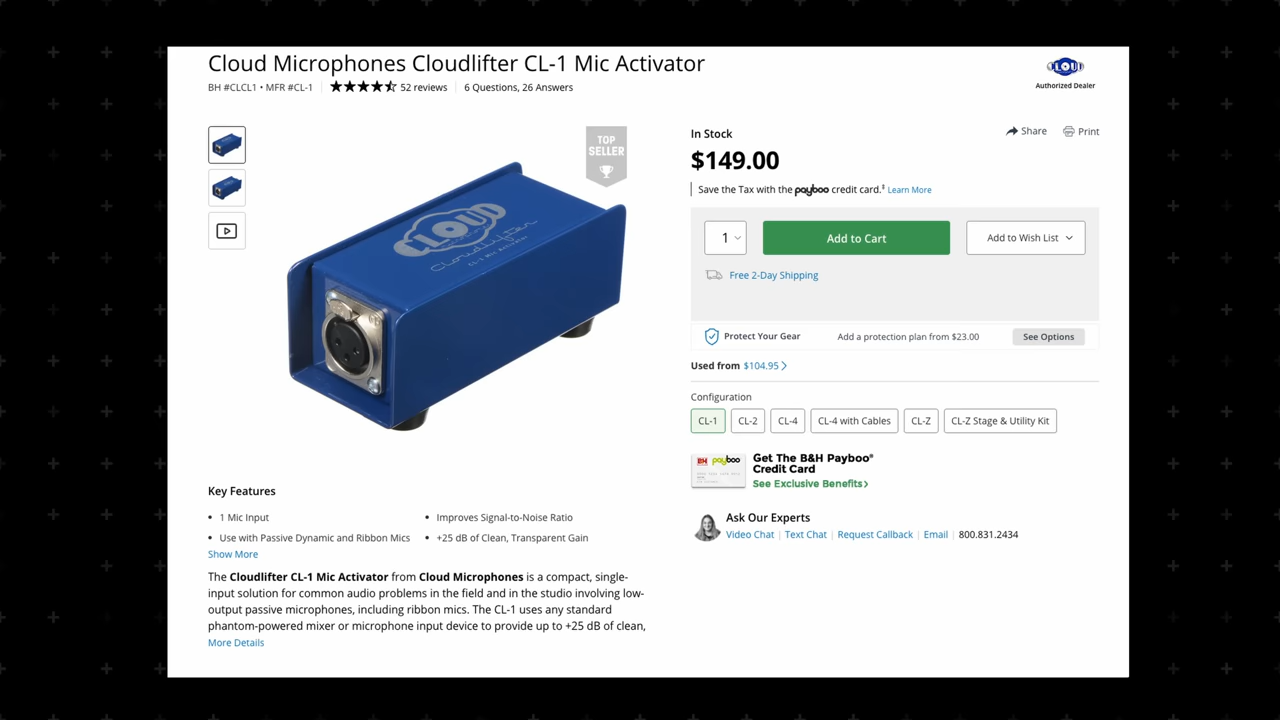 Cloud Microphones Cloudlifter CL-1 Mic Activator
BH #CLCL1 • MFR #CL-1
52 reviews
6 Questions, 26 Answers
CLOUD
Authorized Dealer
TOP
SELLER
CLOUD
Cloudlifter
CL-1 Mic Activator
In Stock
Share
Print
$149.00
Save the Tax with the payboo credit card.‡ Learn More
1
Add to Cart
Add to Wish List
Free 2-Day Shipping
Protect Your Gear
Add a protection plan from $23.00
See Options
Used from $104.95
Configuration
CL-1
CL-2
CL-4
CL-4 with Cables
CL-Z
CL-Z Stage & Utility Kit
BH payboo
Get The B&H Payboo®
Credit Card
See Exclusive Benefits
Ask Our Experts
Video Chat | Text Chat | Request Callback | Email | 800.831.2434
Key Features
• 1 Mic Input
• Improves Signal-to-Noise Ratio
• Use with Passive Dynamic and Ribbon Mics
• +25 dB of Clean, Transparent Gain
Show More
The Cloudlifter CL-1 Mic Activator from Cloud Microphones is a compact, single-
input solution for common audio problems in the field and in the studio involving low-
output passive microphones, including ribbon mics. The CL-1 uses any standard
phantom-powered mixer or microphone input device to provide up to +25 dB of clean,
More Details